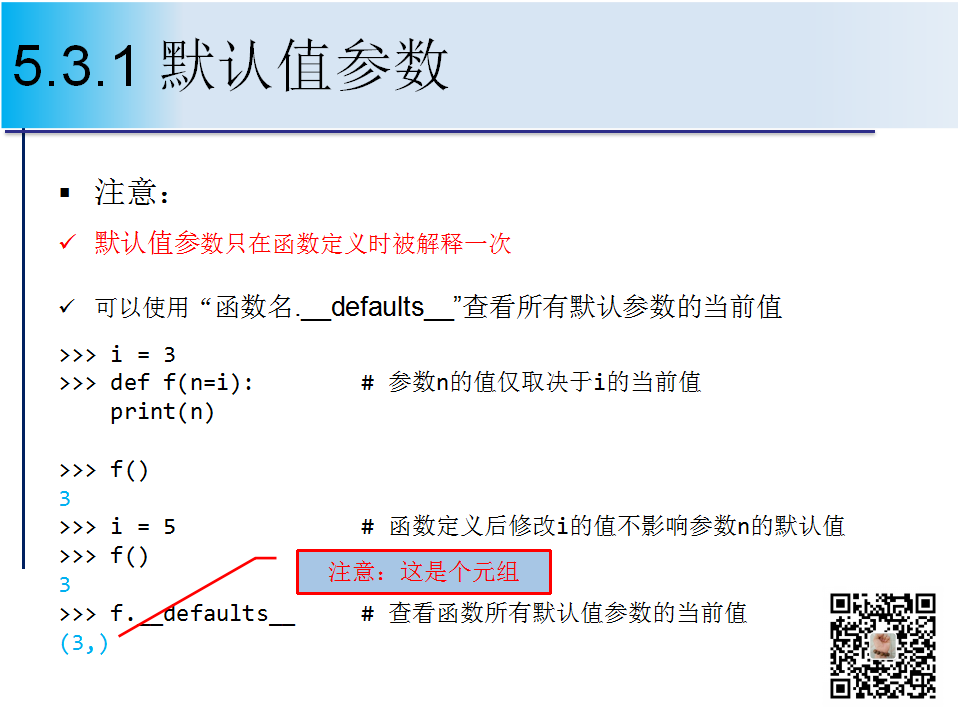 5.3.1 默认值参数
注意：
默认值参数只在函数定义时被解释一次
可以使用“函数名.__defaults__”查看所有默认参数的当前值
>>> i = 3
>>> def f(n=i):        # 参数n的值仅取决于i的当前值
    print(n)
>>> f()
3
>>> i = 5              # 函数定义后修改i的值不影响参数n的默认值
>>> f()
注意：这是个元组
3
>>> f.__defaults__     # 查看函数所有默认值参数的当前值
(3,)